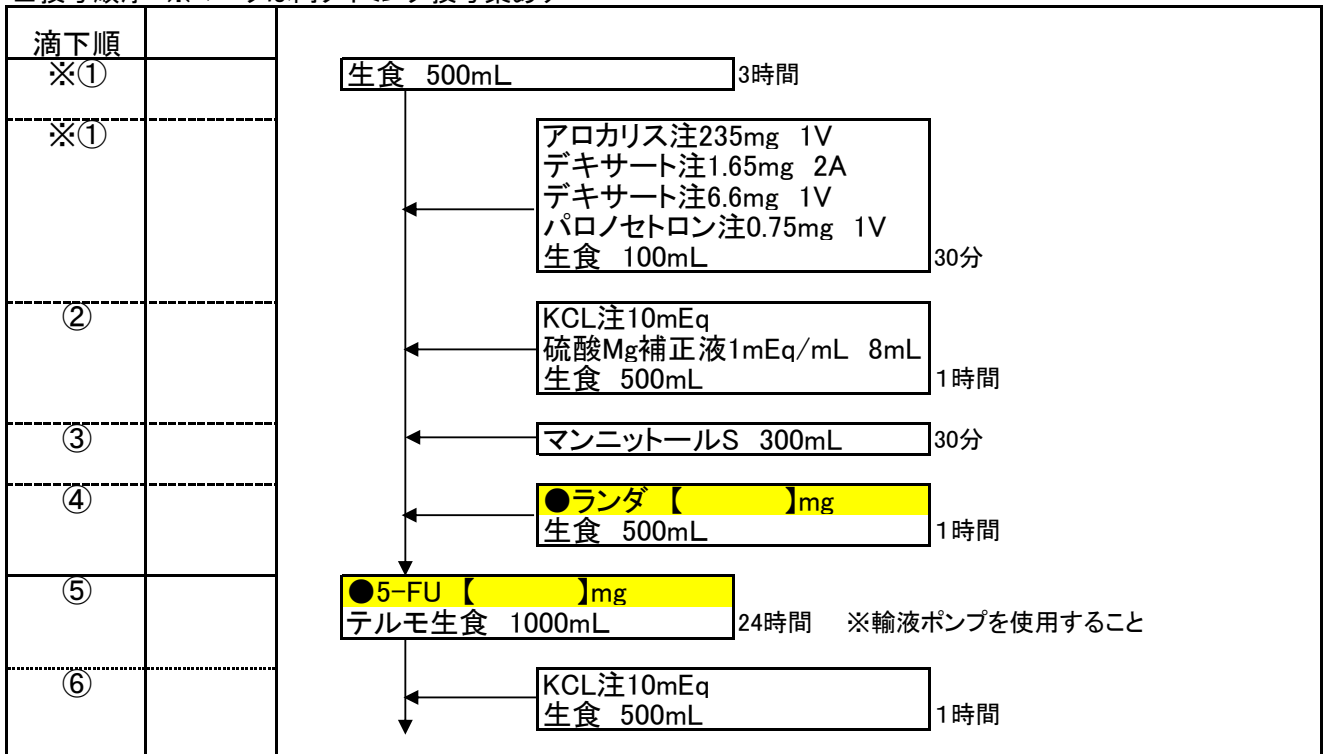 滴下順
※①
生食 500mL 3時間
※①
アロカリス注235mg 1V
デキサート注1.65mg 2A
デキサート注6.6mg 1V
パロノセトロン注0.75mg 1V
生食 100mL 30分
②
KCL注10mEq
硫酸Mg補正液1mEq/mL 8mL
生食 500mL 1時間
③
マンニットールS 300mL 30分
④
●ランダ 【 】mg
生食 500mL 1時間
⑤
●5-FU 【 】mg
テルモ生食 1000mL 24時間 ※輸液ポンプを使用すること
⑥
KCL注10mEq
生食 500mL 1時間